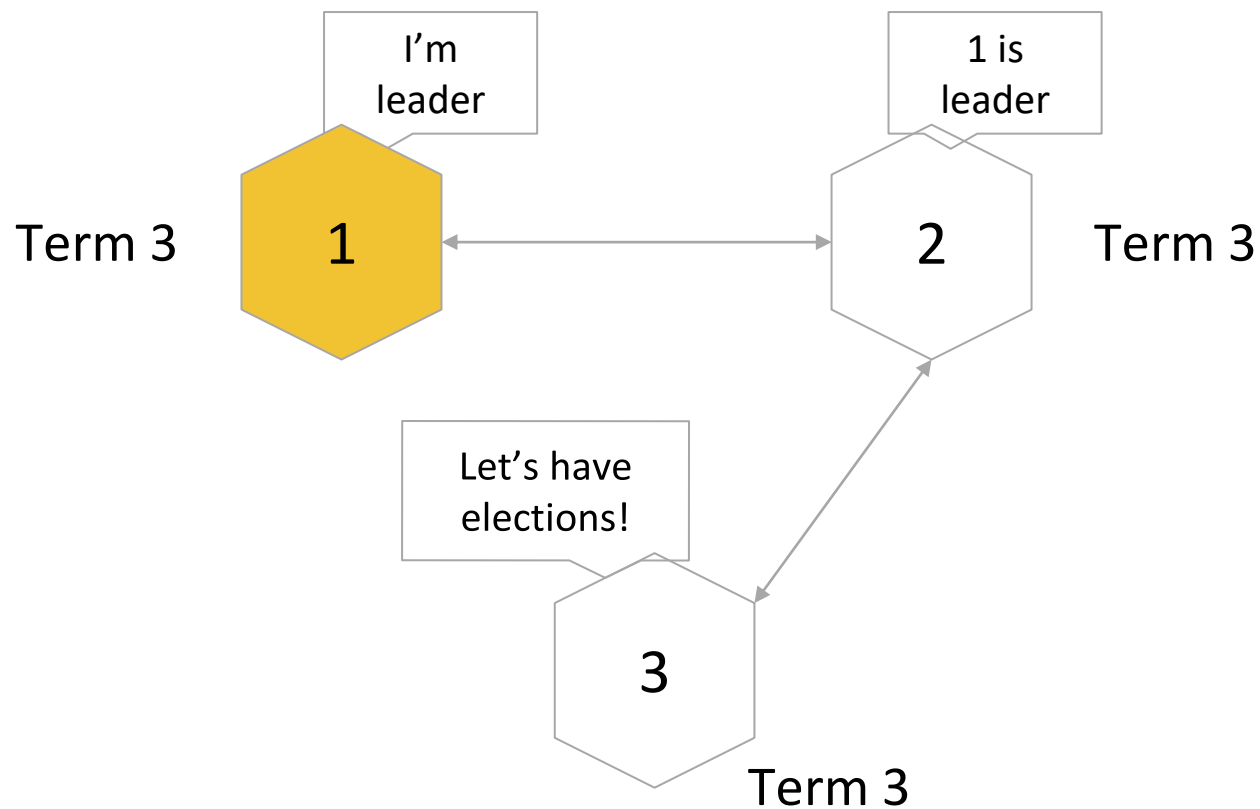 I’m
leader
1 is
leader
Term 3
1
2
Term 3
Let’s have
elections!
3
Term 3